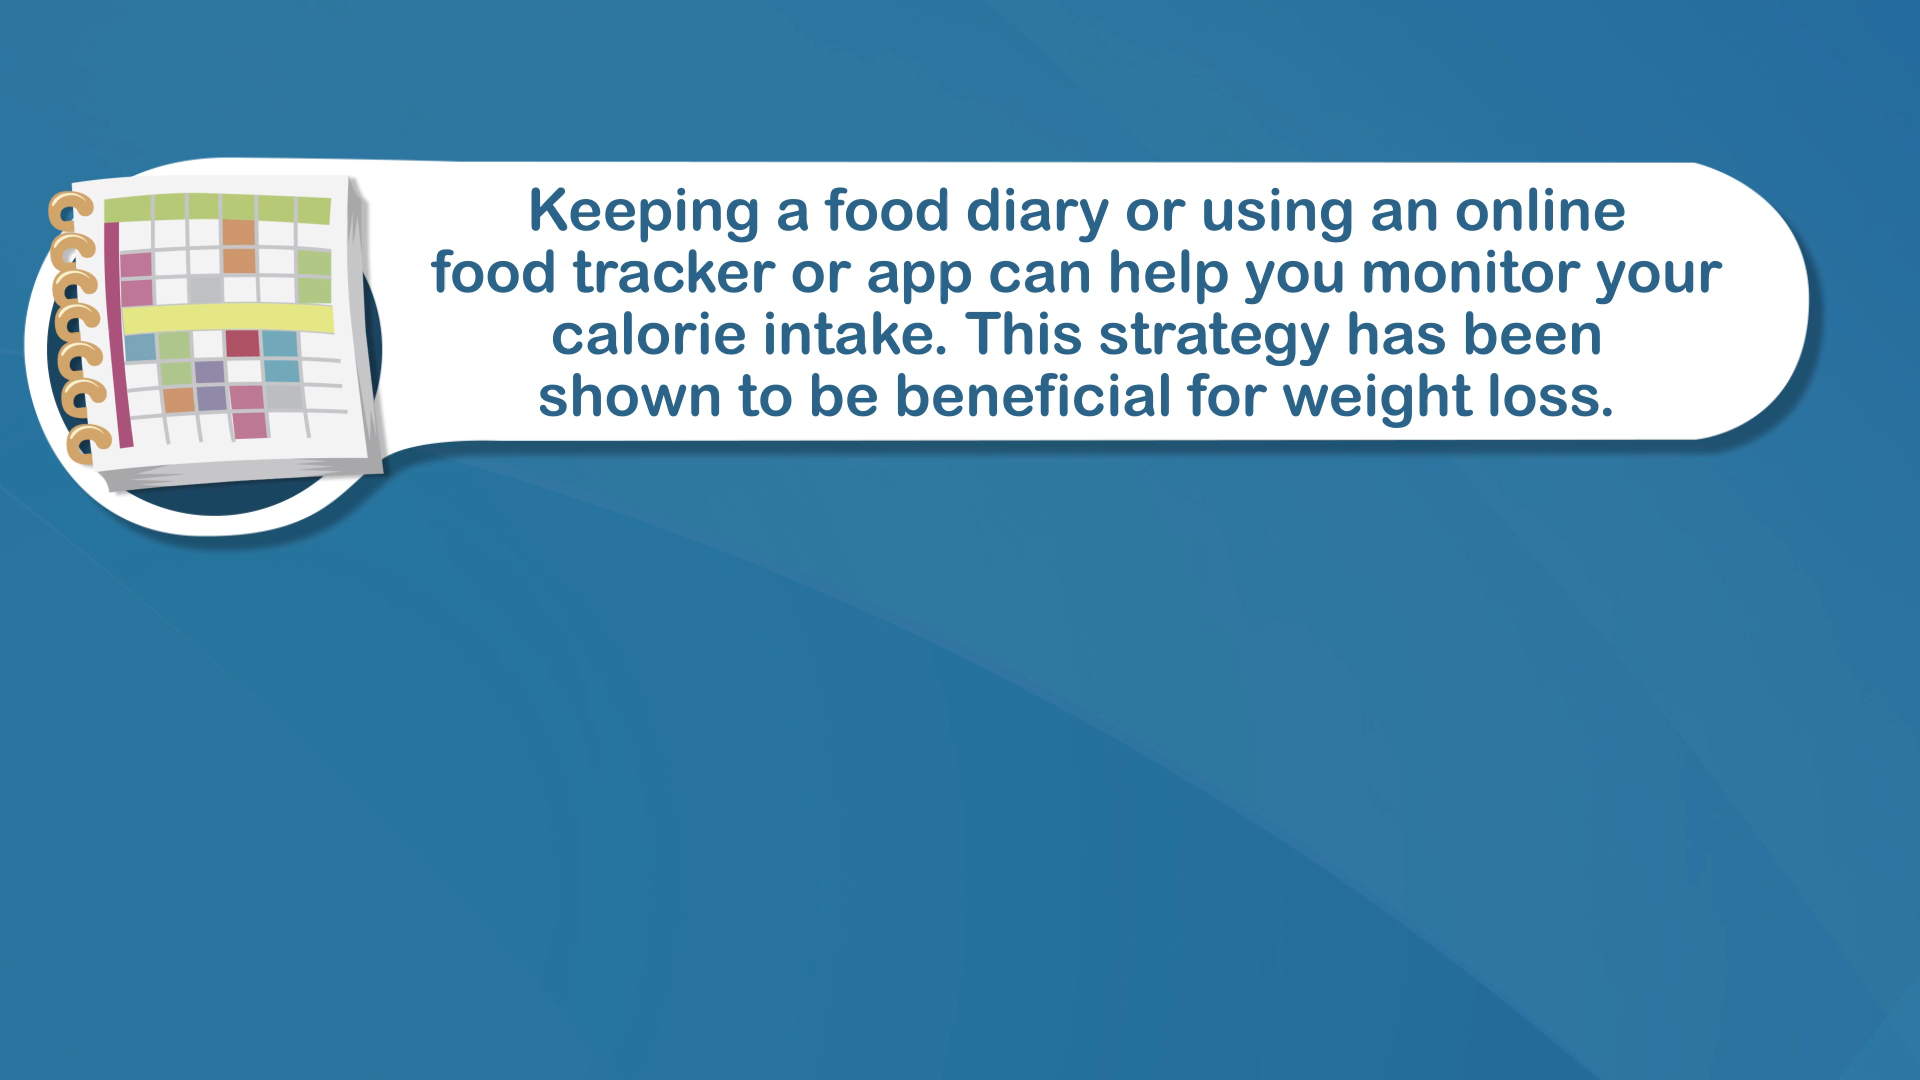 Keeping a food diary or using an online
food tracker or app can help you monitor your
calorie intake. This strategy has been
shown to be beneficial for weight loss.